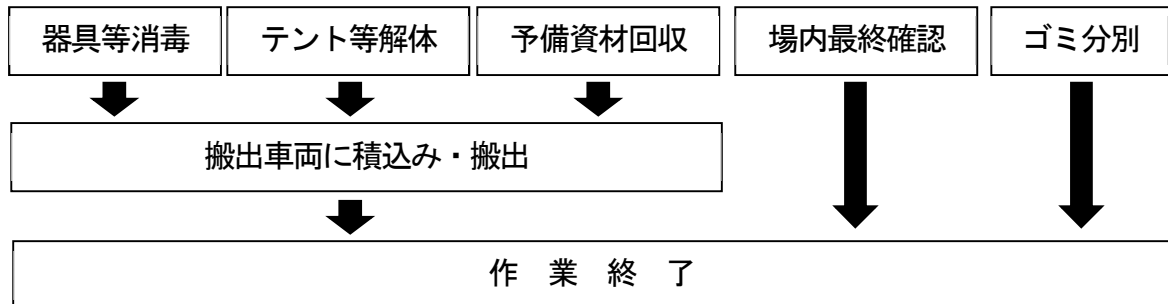 器具等消毒
テント等解体
予備資材回収
場内最終確認
ゴミ分別
搬出車両に積込み・搬出
作 業 終 了